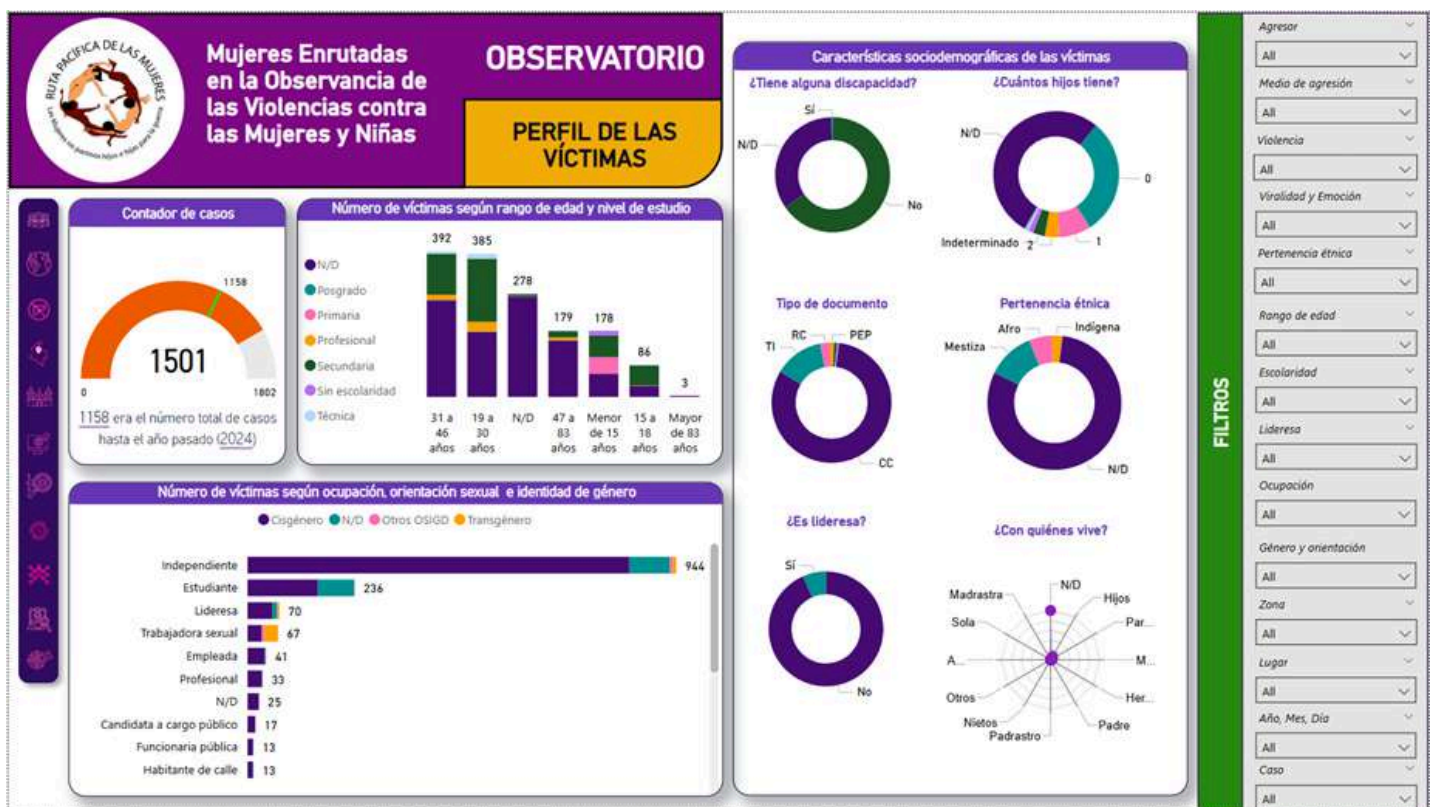 RUTA PACÍFICA DE LAS MUJERES
Mujeres Enrutadas
en la Observancia de
las Violencias contra
las Mujeres y Niñas
OBSERVATORIO
PERFIL DE LAS
VÍCTIMAS
Contador de casos
1158
1501
0
1802
1158 era el número total de casos
hasta el año pasado (2024)
Número de víctimas según rango de edad y nivel de estudio
N/D
Posgrado
Primaria
Profesional
Secundaria
Sin escolaridad
Técnica
392
385
278
179
178
86
3
31 a
46
años
19 a
30
años
N/D
47 a
83
años
Menor
de 15
años
15 a
18
años
Mayor
de 83
años
Número de víctimas según ocupación, orientación sexual e identidad de género
Cisgénero N/D Otros OSIGD Transgénero
Independiente 944
Estudiante 236
Lideresa 70
Trabajadora sexual 67
Empleada 41
Profesional 33
N/D 25
Candidata a cargo público 17
Funcionaria pública 13
Habitante de calle 13
Características sociodemográficas de las víctimas
¿Tiene alguna discapacidad?
Sí
N/D
No
¿Cuántos hijos tiene?
N/D
0
Indeterminado 2 1
Tipo de documento
RC
PEP
TI
CC
Pertenencia étnica
Afro
Indígena
Mestiza
N/D
¿Es lideresa?
Sí
No
¿Con quiénes vive?
N/D
Madrastra
Hijos
Sola
Par...
A...
M...
Otros
Her...
Nietos
Padre
Padrastro
FILTROS
Agresor
All
Medio de agresión
All
Violencia
All
Viralidad y Emoción
All
Pertenencia étnica
All
Rango de edad
All
Escolaridad
All
Lideresa
All
Ocupación
All
Género y orientación
All
Zona
All
Lugar
All
Año, Mes, Día
All
Caso
All